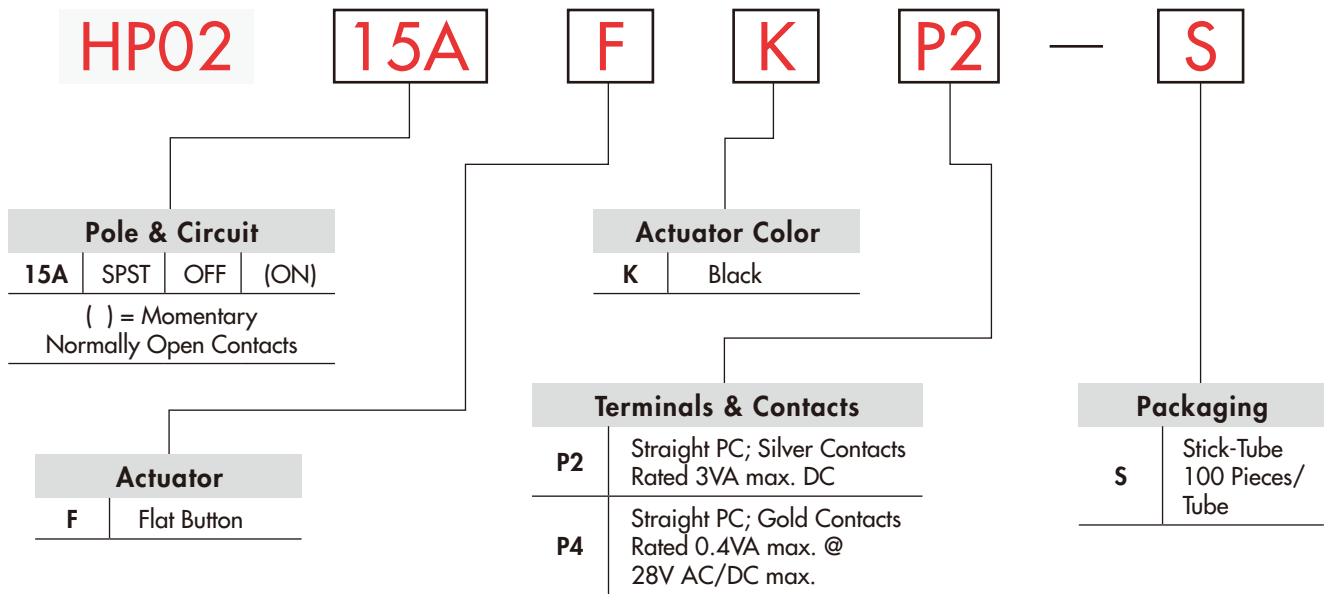 HP02 15A F K P2 — S
Pole & Circuit
15A SPST OFF (ON)
( ) = Momentary
Normally Open Contacts
Actuator
F Flat Button
Actuator Color
K Black
Terminals & Contacts
P2 Straight PC; Silver Contacts
Rated 3VA max. DC
P4 Straight PC; Gold Contacts
Rated 0.4VA max. @
28V AC/DC max.
Packaging
S Stick-Tube
100 Pieces/
Tube